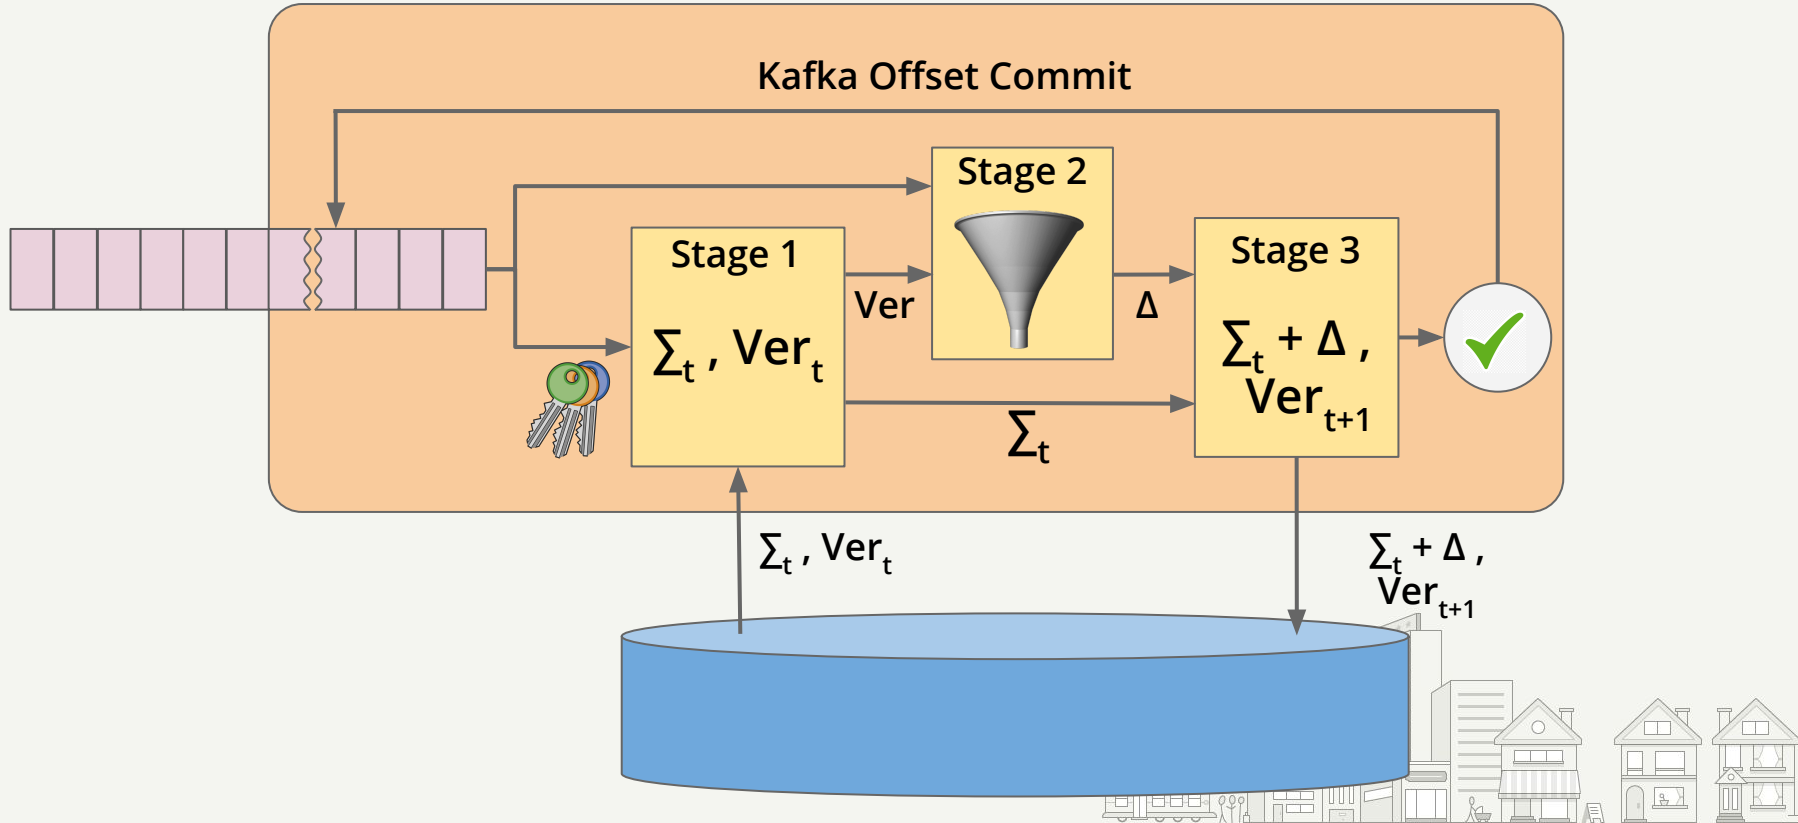 Kafka Offset Commit
Stage 2
Stage 1
Stage 3
Ver
Δ
∑t , Vert
∑t + Δ ,
Vert+1
∑t
∑t , Vert
∑t + Δ ,
Vert+1